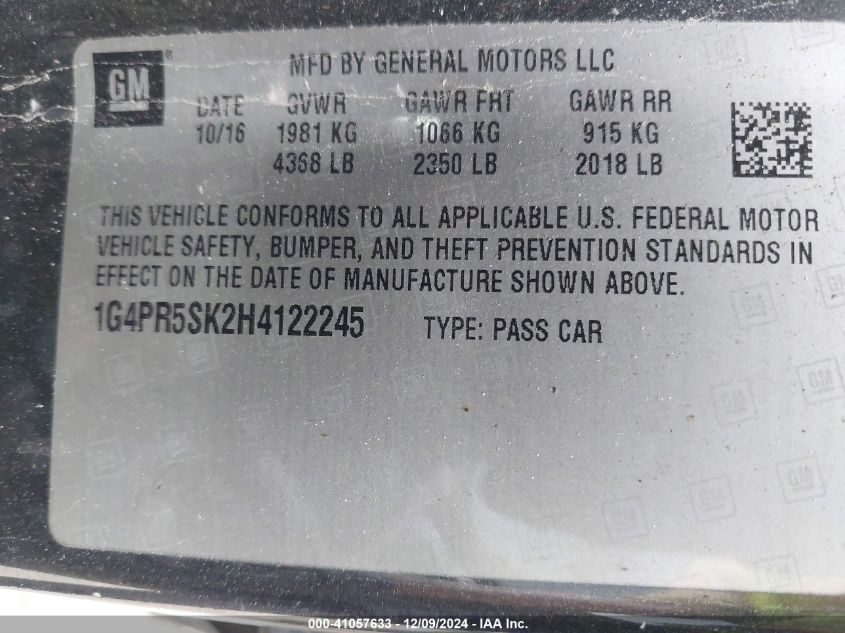 GM
MFD BY GENERAL MOTORS LLC
DATE GVWR GAWR FRT GAWR RR
10/16 1981 KG 1066 KG 915 KG
4368 LB 2350 LB 2018 LB
THIS VEHICLE CONFORMS TO ALL APPLICABLE U.S. FEDERAL MOTOR
VEHICLE SAFETY, BUMPER, AND THEFT PREVENTION STANDARDS IN
EFFECT ON THE DATE OF MANUFACTURE SHOWN ABOVE.
1G4PR5SK2H4122245 TYPE: PASS CAR
000-41057633 - 12/09/2024 - IAA Inc.